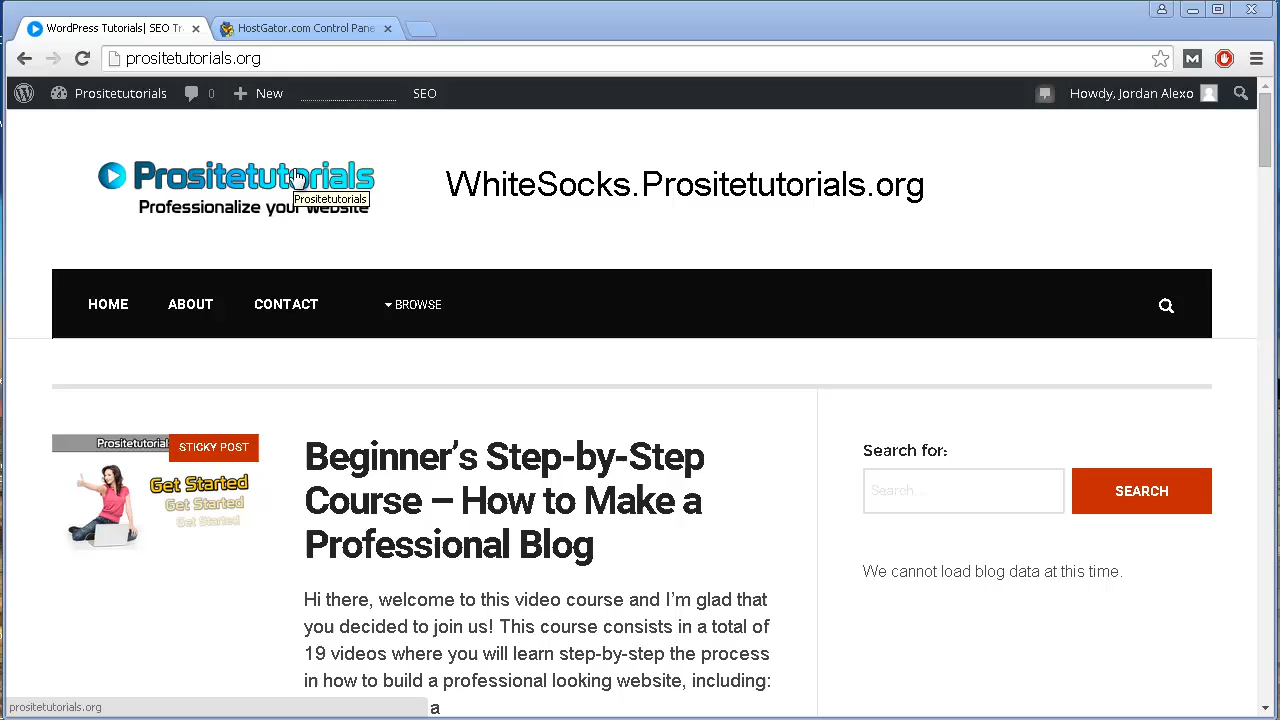 WordPress Tutorials| SEO Tr
HostGator.com Control Pane
prositetutorials.org
Prositetutorials
0
New
SEO
Howdy, Jordan Alexo
Prositetutorials
Professionalize your website
Prositetutorials
WhiteSocks.Prositetutorials.org
HOME
ABOUT
CONTACT
BROWSE
Prositetutorial
STICKY POST
Get Started
Get Started
Get Started
Beginner’s Step-by-Step
Course – How to Make a
Professional Blog
Hi there, welcome to this video course and I’m glad that
you decided to join us! This course consists in a total of
19 videos where you will learn step-by-step the process
in how to build a professional looking website, including:
a
Search for:
Search…
SEARCH
We cannot load blog data at this time.
prositetutorials.org